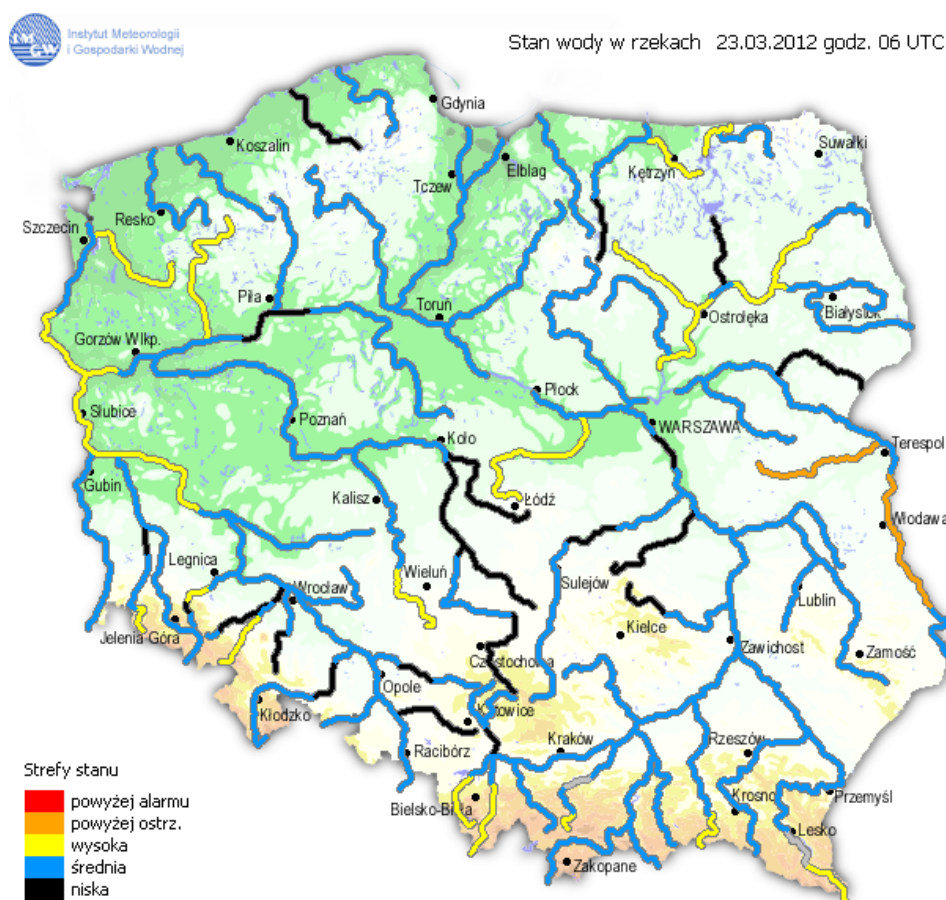 IMGW
Instytut Meteorologii
i Gospodarki Wodnej
Stan wody w rzekach 23.03.2012 godz. 06 UTC
Gdynia
Koszalin
Suwałki
Elbląg
Kętrzyn
Tczew
Resko
Szczecin
Piła
Toruń
Ostrołęka
Białystok
Gorzów Wlkp.
Płock
Słubice
Poznań
WARSZAWA
Koło
Terespol
Gubin
Kalisz
Łódź
Włodawa
Legnica
Wrocław
Wieluń
Sulejów
Lublin
Jelenia Góra
Kielce
Zawichost
Zamość
Częstochowa
Opole
Kłodzko
Katowice
Racibórz
Kraków
Rzeszów
Strefy stanu
Bielsko-Biała
Krosno
Przemyśl
Lesko
Zakopane
powyżej alarmu
powyżej ostrz.
wysoka
średnia
niska